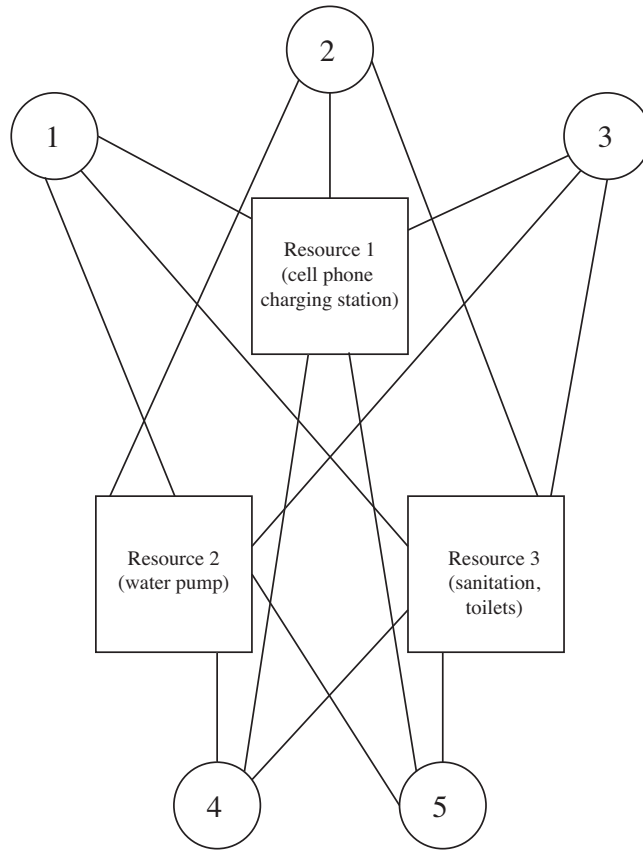 2
1
3
Resource 1
(cell phone
charging station)
Resource 2
(water pump)
Resource 3
(sanitation,
toilets)
4
5